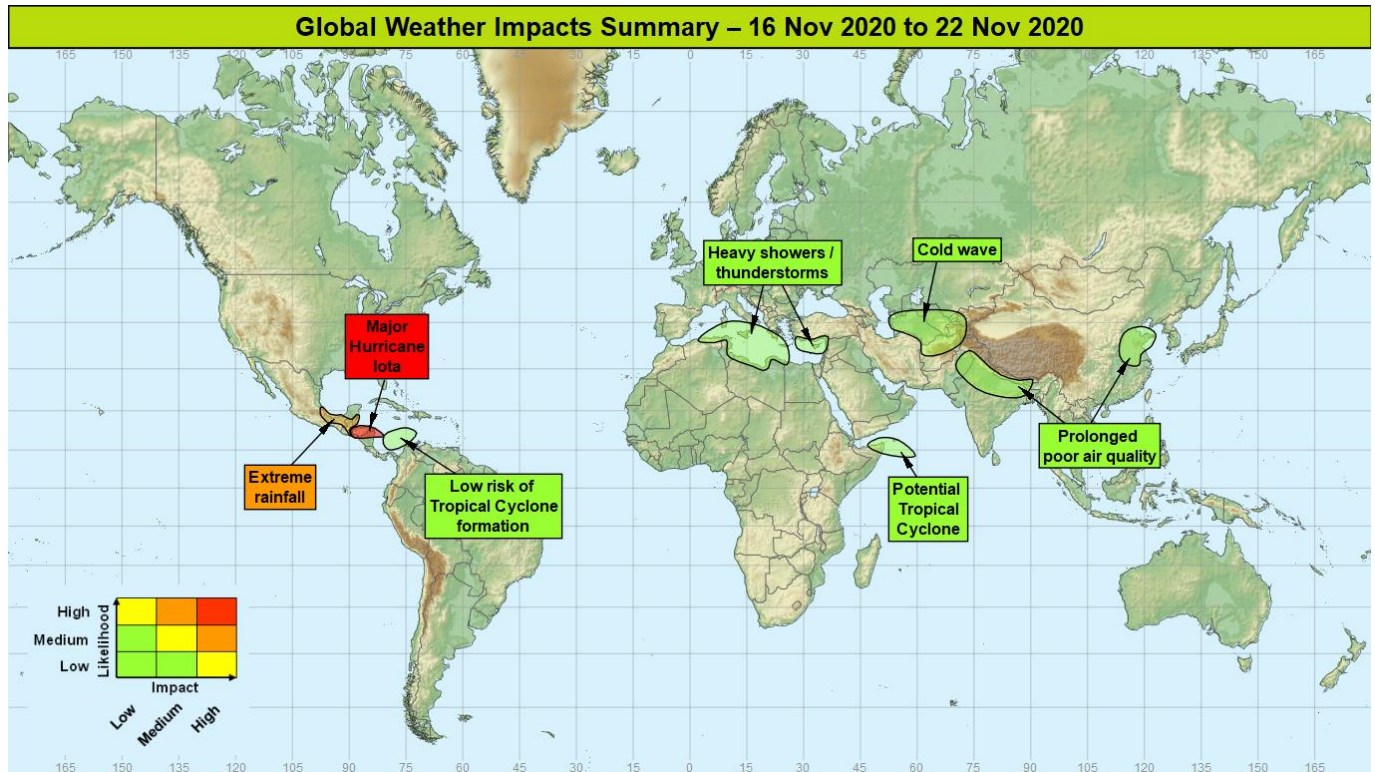 Global Weather Impacts Summary – 16 Nov 2020 to 22 Nov 2020
165 150 135 120 105 90 75 60 45 30 15 0 15 30 45 60 75 90 105 120 135 150 165
Heavy showers /
thunderstorms
Cold wave
Major
Hurricane
Iota
Prolonged
poor air quality
Extreme
rainfall
Low risk of
Tropical Cyclone
formation
Potential
Tropical
Cyclone
High
Medium
Low
Likelihood
Impact
Low
Medium
High
165 150 135 120 105 90 75 60 45 30 15 0 15 30 45 60 75 90 105 120 135 150 165